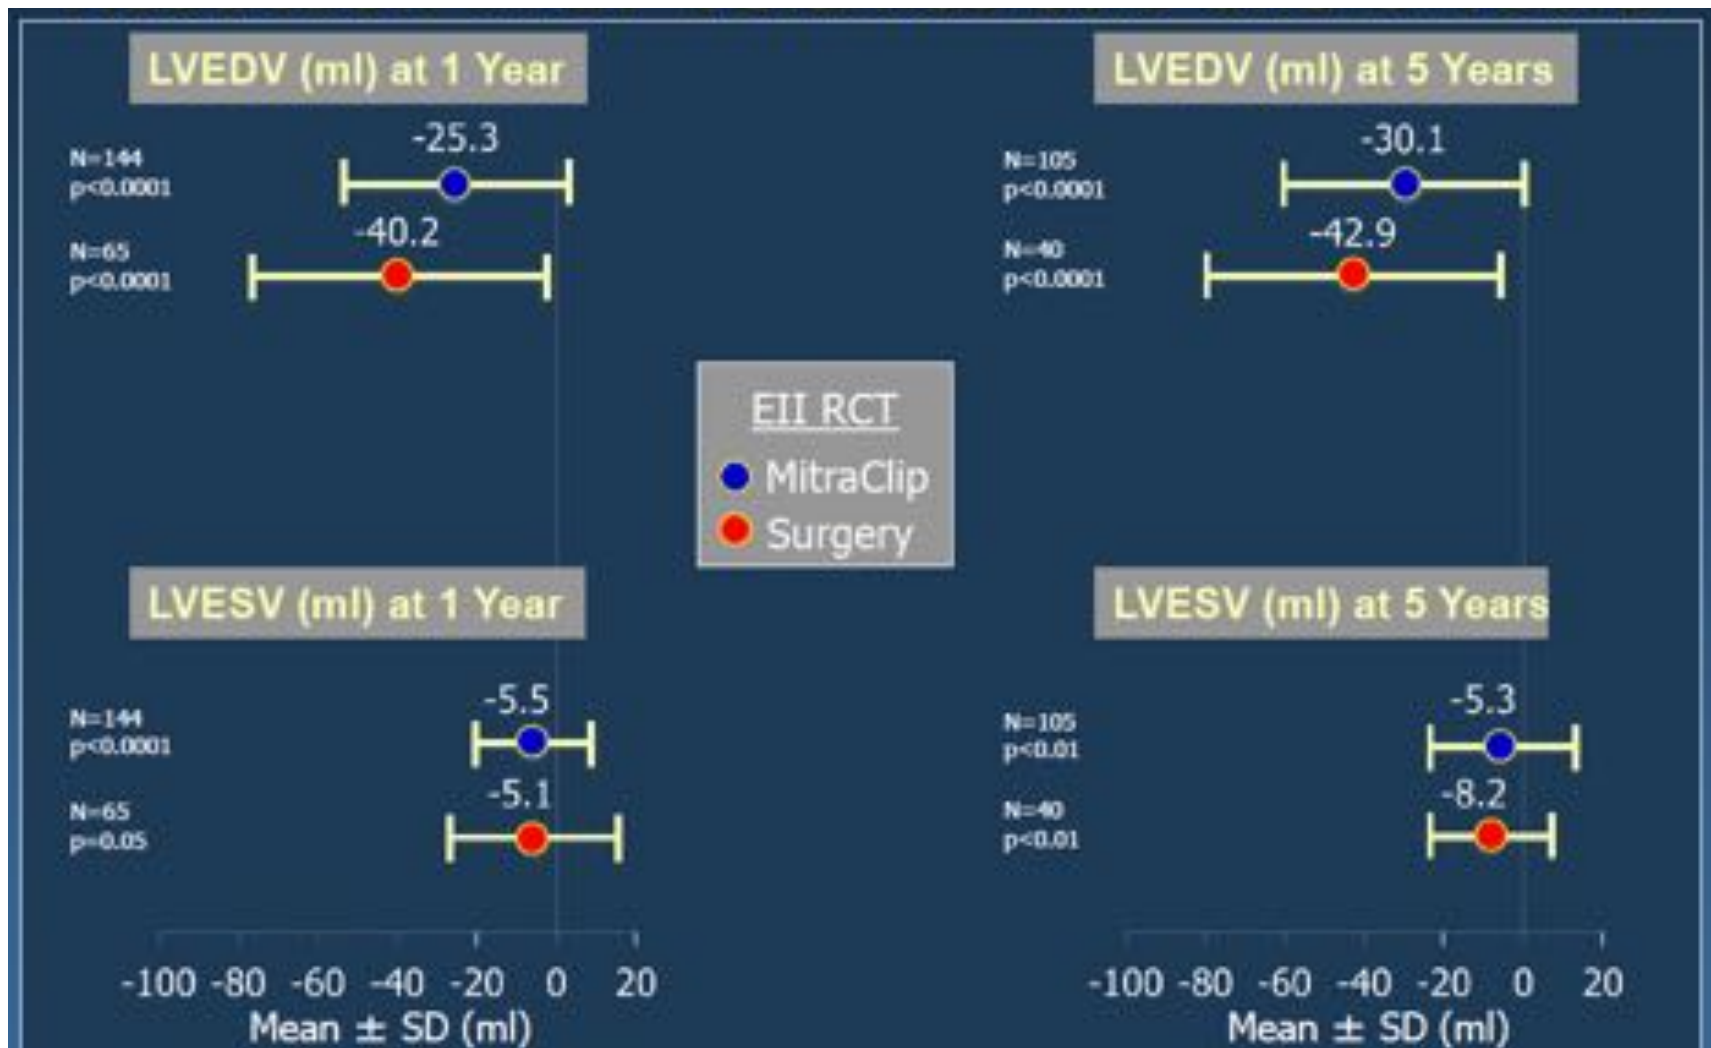 LVEDV (ml) at 1 Year
-25.3
N=144
p<0.0001
-40.2
N=65
p<0.0001
LVEDV (ml) at 5 Years
-30.1
N=105
p<0.0001
-42.9
N=40
p<0.0001
EII RCT
MitraClip
Surgery
LVESV (ml) at 1 Year
-5.5
N=144
p<0.0001
-5.1
N=65
p=0.05
-100 -80 -60 -40 -20 0 20
Mean ± SD (ml)
LVESV (ml) at 5 Years
-5.3
N=105
p<0.01
-8.2
N=40
p<0.01
-100 -80 -60 -40 -20 0 20
Mean ± SD (ml)